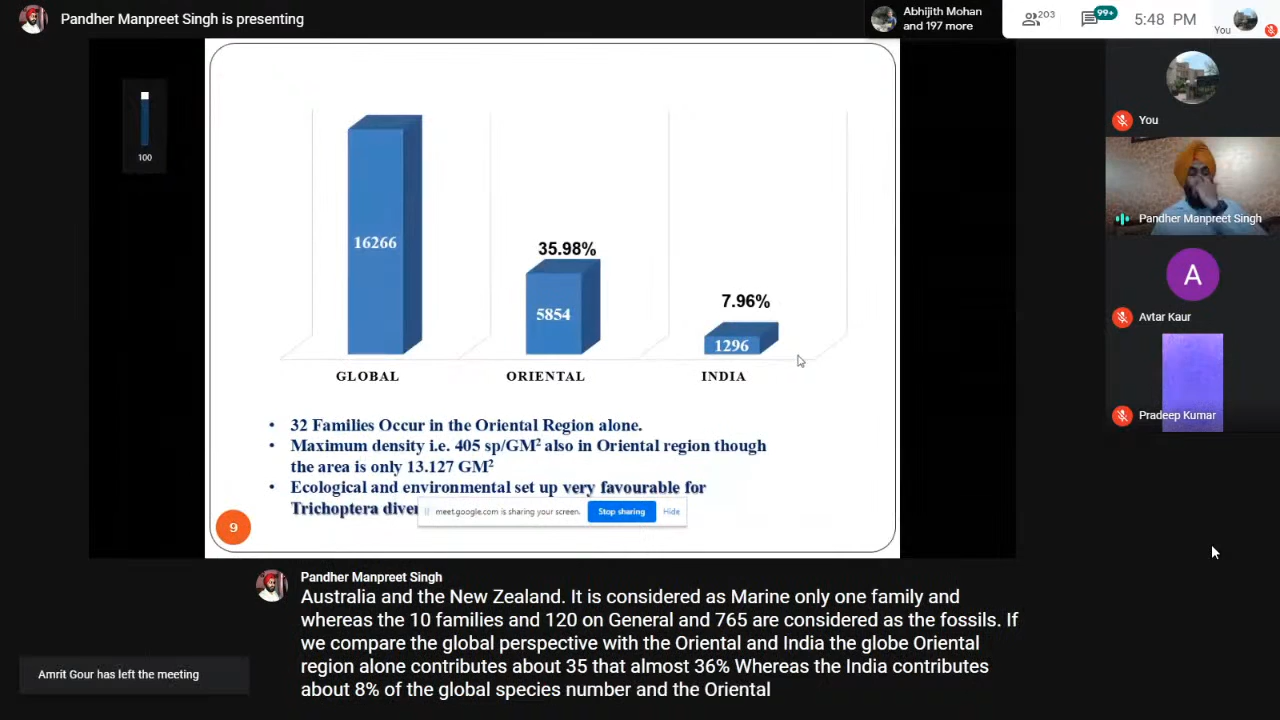 Pandher Manpreet Singh is presenting
Abhijith Mohan
and 197 more
203
99+
5:48 PM
You
100
16266
35.98%
5854
7.96%
1296
GLOBAL
ORIENTAL
INDIA
• 32 Families Occur in the Oriental Region alone.
• Maximum density i.e. 405 sp/GM² also in Oriental region though
the area is only 13.127 GM²
• Ecological and environmental set up very favourable for
Trichoptera diver
meet.google.com is sharing your screen.
Stop sharing
Hide
9
You
Pandher Manpreet Singh
A
Avtar Kaur
Pradeep Kumar
Pandher Manpreet Singh
Australia and the New Zealand. It is considered as Marine only one family and
whereas the 10 families and 120 on General and 765 are considered as the fossils. If
we compare the global perspective with the Oriental and India the globe Oriental
region alone contributes about 35 that almost 36% Whereas the India contributes
about 8% of the global species number and the Oriental
Amrit Gour has left the meeting